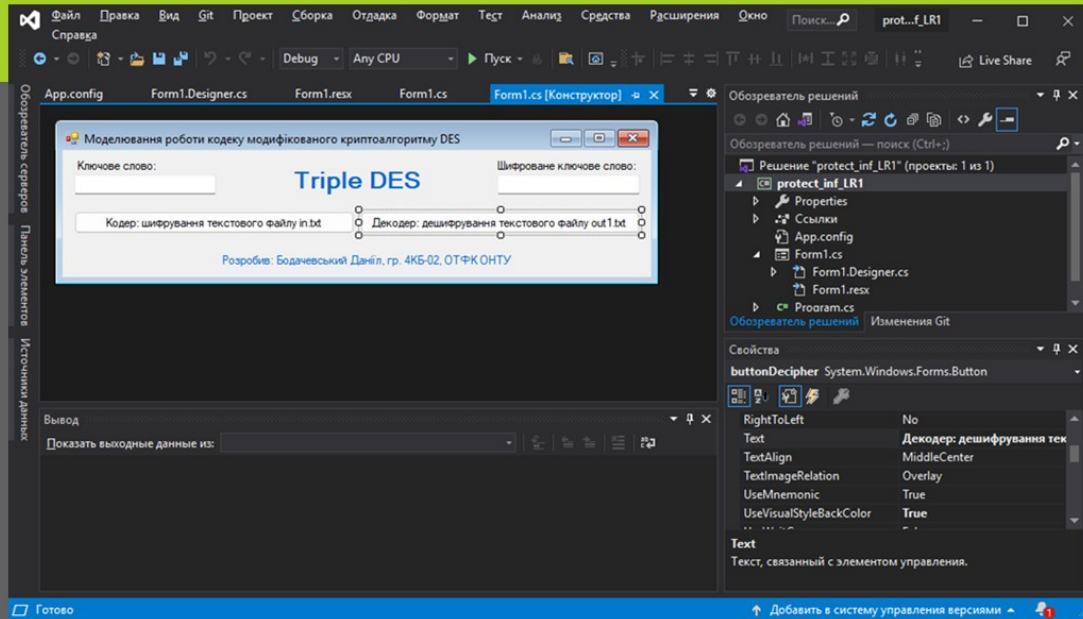 Файл Правка Вид Git Проект Сборка Отладка Формат Тест Анализ Средства Расширения Окно Поиск... prot...f_LR1
Справка
Debug Any CPU Пуск Live Share
Обозреватель серверов
Панель элементов
Источники данных
App.config Form1.Designer.cs Form1.resx Form1.cs Form1.cs [Конструктор]
Моделювання роботи кодеку модифікованого криптоалгоритму DES
Ключове слово:
Triple DES
Шифроване ключове слово:
Кодер: шифрування текстового файлу in.txt
Декодер: дешифрування текстового файлу out1.txt
Розробив: Бодачевський Данііл, гр. 4КБ-02, ОТФК ОНТУ
Вывод
Показать выходные данные из:
Обозреватель решений
Обозреватель решений — поиск (Ctrl+;)
Решение "protect_inf_LR1" (проекты: 1 из 1)
protect_inf_LR1
Properties
Ссылки
App.config
Form1.cs
Form1.Designer.cs
Form1.resx
C# Program.cs
Обозреватель решений Изменения Git
Свойства
buttonDecipher System.Windows.Forms.Button
RightToLeft No
Text Декодер: дешифрування тек
TextAlign MiddleCenter
TextImageRelation Overlay
UseMnemonic True
UseVisualStyleBackColor True
Text
Текст, связанный с элементом управления.
Готово
Добавить в систему управления версиями
1